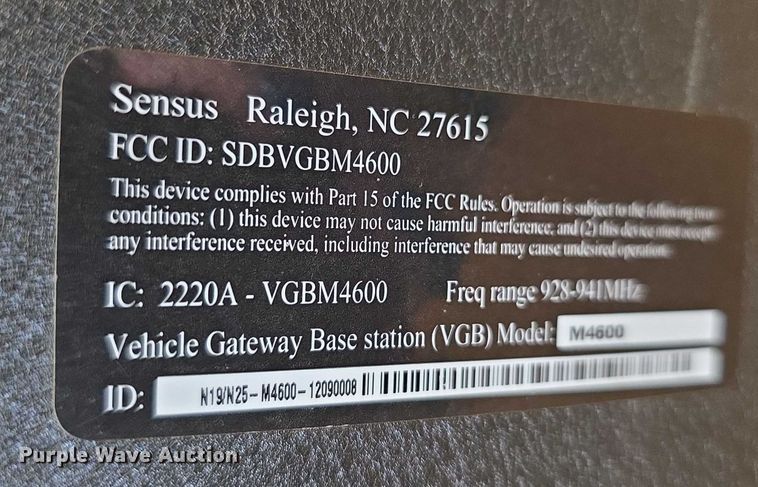 Sensus Raleigh, NC 27615
FCC ID: SDBVGBM4600
This device complies with Part 15 of the FCC Rules. Operation is subject to the following two
conditions: (1) this device may not cause harmful interference, and (2) this device must accept
any interference received, including interference that may cause undesired operation.
IC: 2220A - VGBM4600 Freq range 928-941MHz
Vehicle Gateway Base station (VGB) Model: M4600
ID: N19/N25-M4600-12090008
Purple Wave Auction